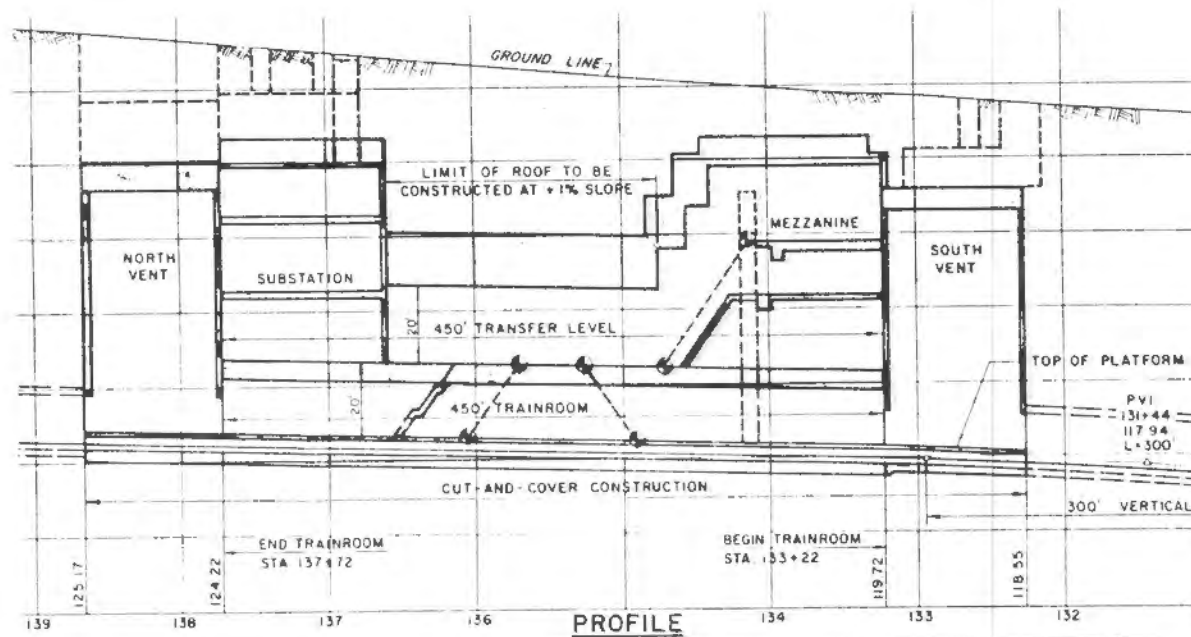 GROUND LINE
LIMIT OF ROOF TO BE
CONSTRUCTED AT +1% SLOPE
MEZZANINE
NORTH
VENT
SUBSTATION
SOUTH
VENT
20'
450' TRANSFER LEVEL
TOP OF PLATFORM
20'
450' TRAINROOM
PVI
131+44
117.94
L=300'
CUT-AND-COVER CONSTRUCTION
300' VERTICAL
END TRAINROOM
STA. 137+72
BEGIN TRAINROOM
STA. 133+22
125.17
124.22
119.72
118.55
139
138
137
136
135
134
133
132
PROFILE